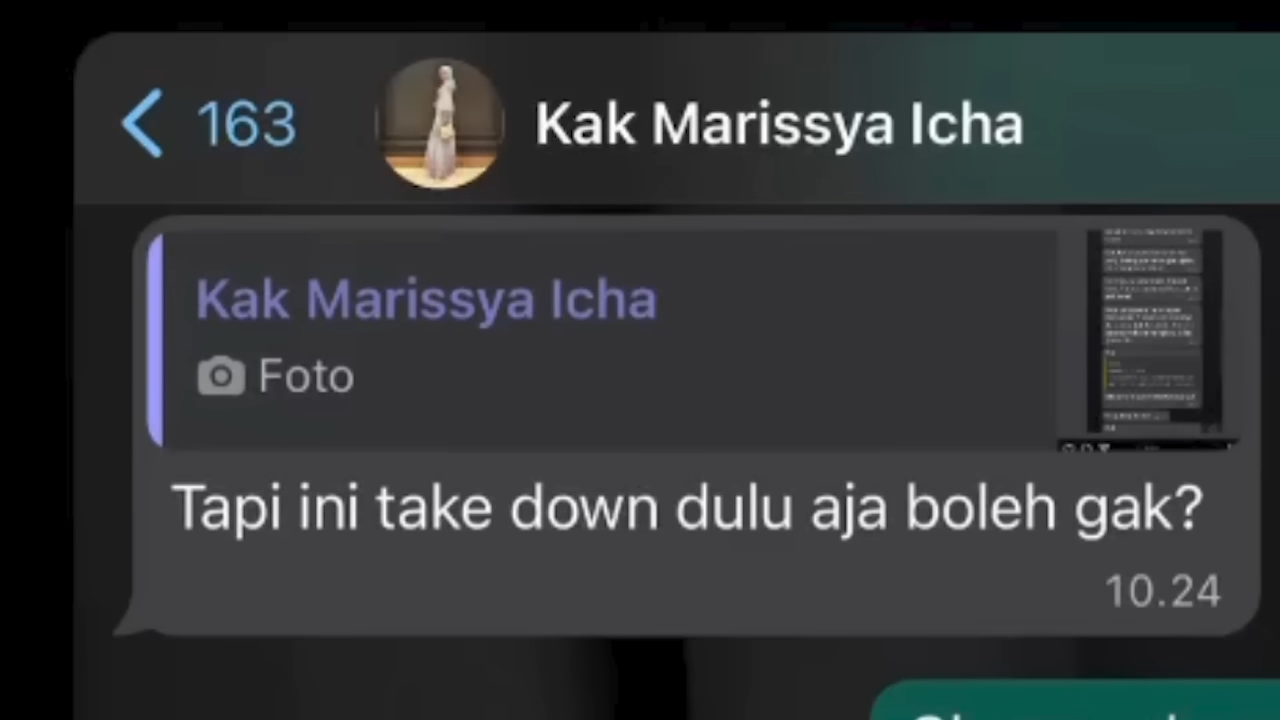 163
Kak Marissya Icha
Kak Marissya Icha
Foto
Tapi ini take down dulu aja boleh gak?
10.24